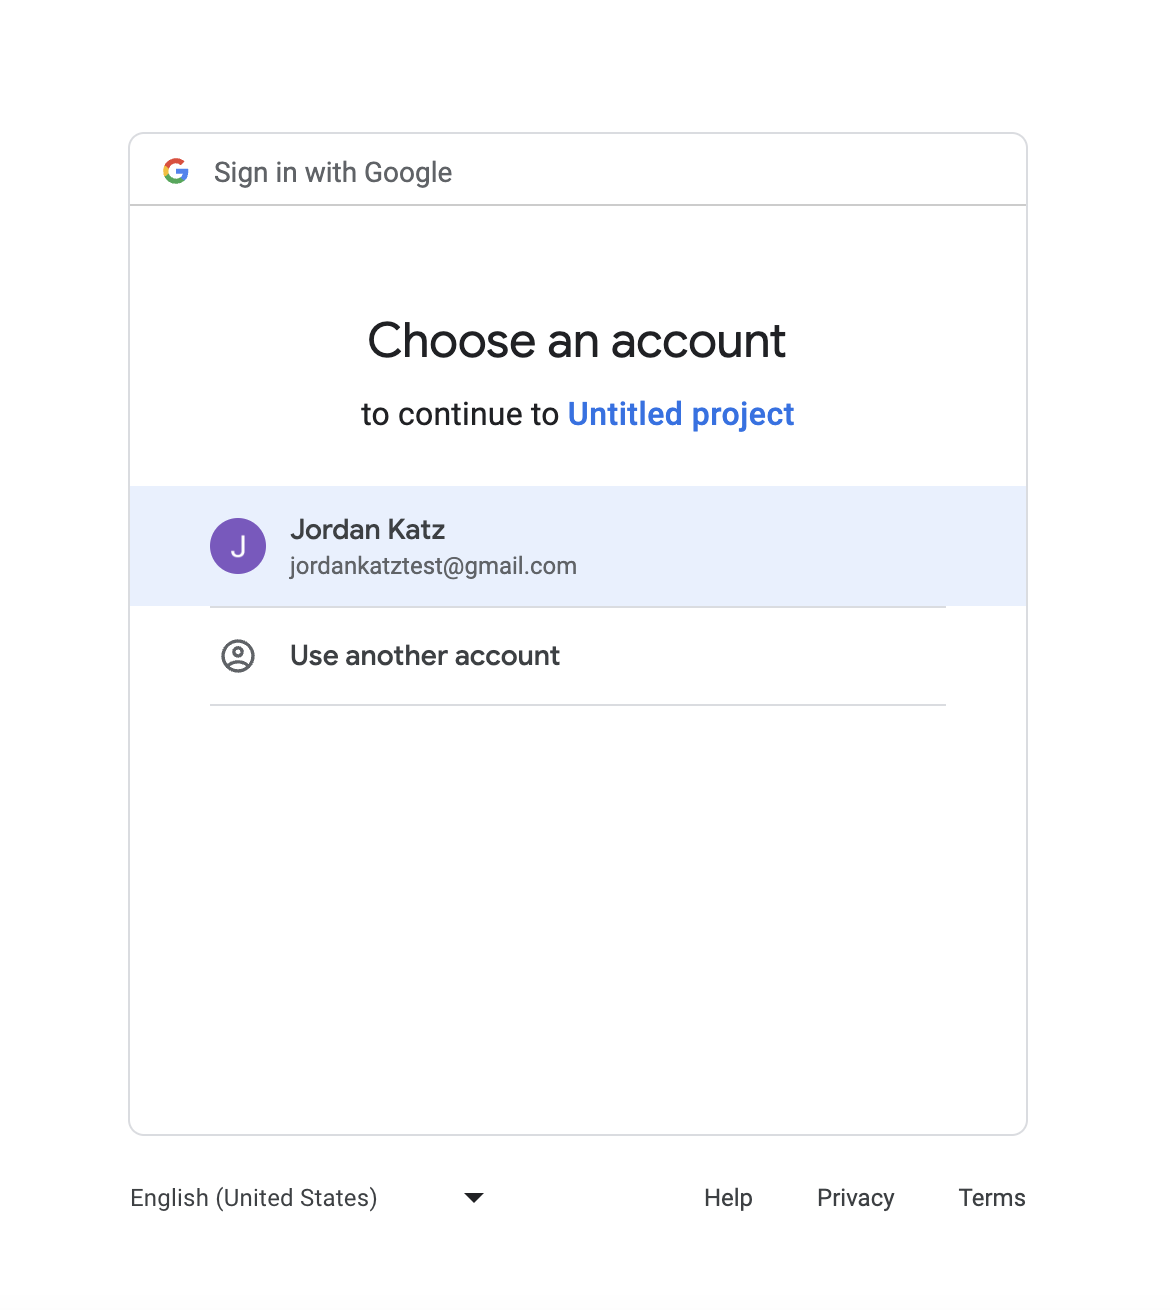 Sign in with Google
Choose an account
to continue to Untitled project
J
Jordan Katz
jordankatztest@gmail.com
Use another account
English (United States)
Help
Privacy
Terms